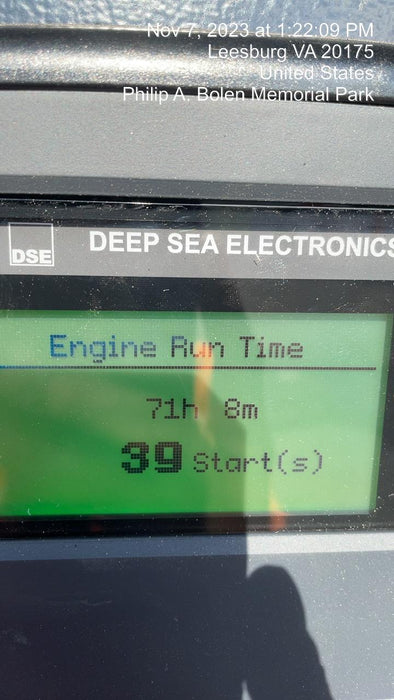 Nov 7, 2023 at 1:22:09 PM
Leesburg VA 20175
United States
Philip A. Bolen Memorial Park
DSE
DEEP SEA ELECTRONICS
Engine Run Time
71h 8m
39 Start(s)